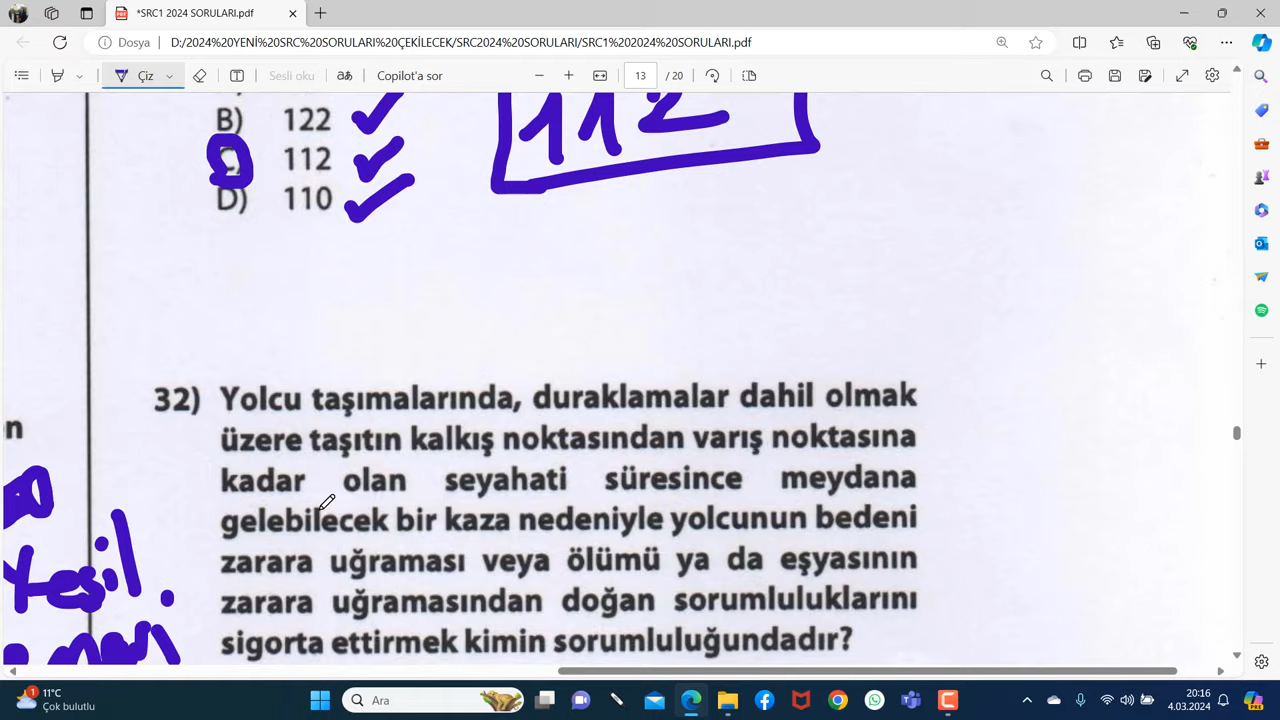 *SRC1 2024 SORULARI.pdf
Dosya
D:/2024%20YENİ%20SRC%20SORULARI%20ÇEKİLECEK/SRC2024%20SORULARI/SRC1%202024%20SORULARI.pdf
Çiz
Sesli oku
Copilot'a sor
13 / 20
B) 122
112
112
D) 110
32) Yolcu taşımalarında, duraklamalar dahil olmak
üzere taşıtın kalkış noktasından varış noktasına
kadar olan seyahati süresince meydana
gelebilecek bir kaza nedeniyle yolcunun bedeni
zarara uğraması veya ölümü ya da eşyasının
zarara uğramasından doğan sorumluluklarını
sigorta ettirmek kimin sorumluluğundadır?
n
Yeşil.
1
11°C
Çok bulutlu
Ara
20:16
4.03.2024